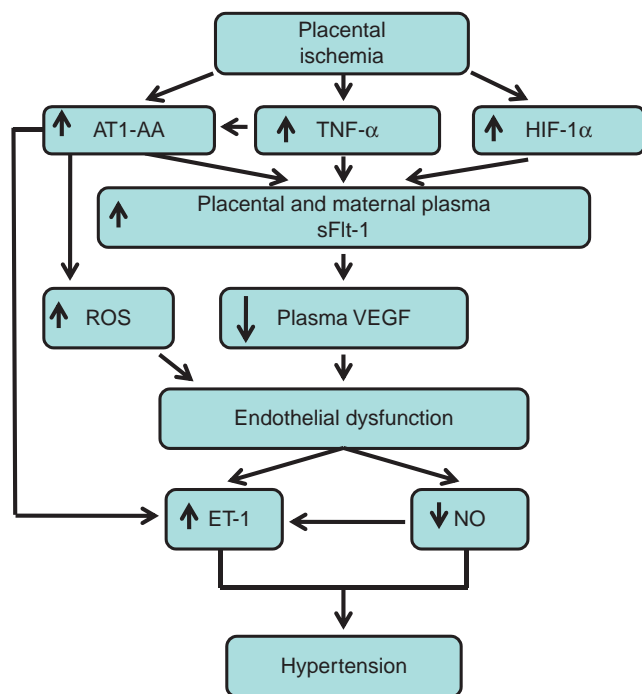 Placental
ischemia
AT1-AA
TNF-α
HIF-1α
Placental and maternal plasma
sFlt-1
ROS
Plasma VEGF
Endothelial dysfunction
ET-1
NO
Hypertension